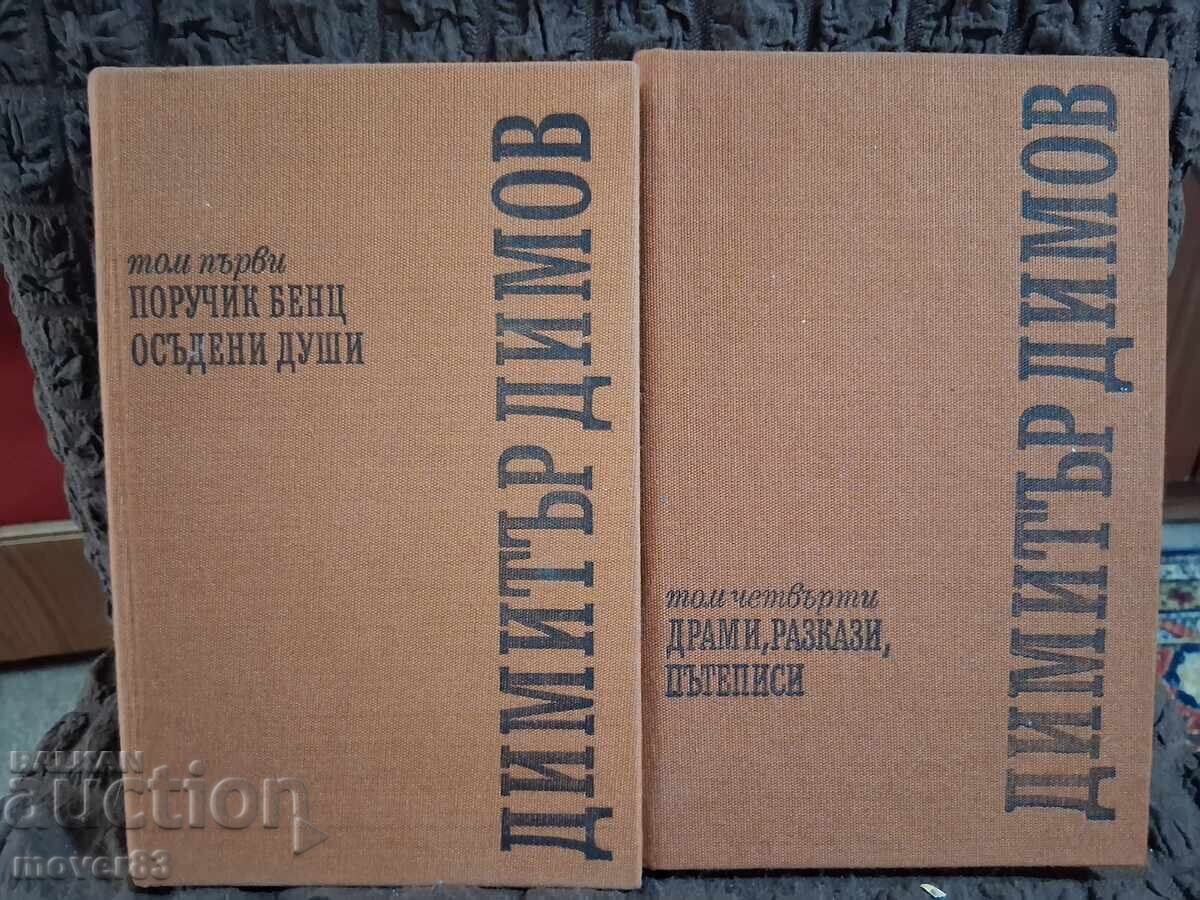 том първи
ПОРУЧИК БЕНЦ
ОСЪДЕНИ ДУШИ
ДИМИТЪР ДИМОВ
том четвърти
ДРАМИ, РАЗКАЗИ,
ПЪТЕПИСИ
ДИМИТЪР ДИМОВ
BALKAN
auction
mover83